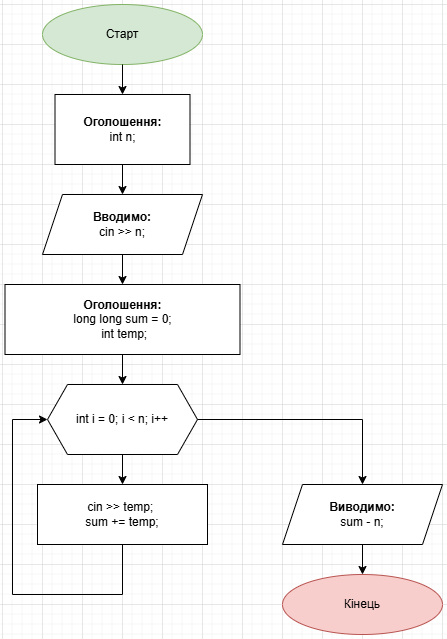 Старт
Оголошення:
int n;
Вводимо:
cin >> n;
Оголошення:
long long sum = 0;
int temp;
int i = 0; i < n; i++
cin >> temp;
sum += temp;
Виводимо:
sum - n;
Кінець